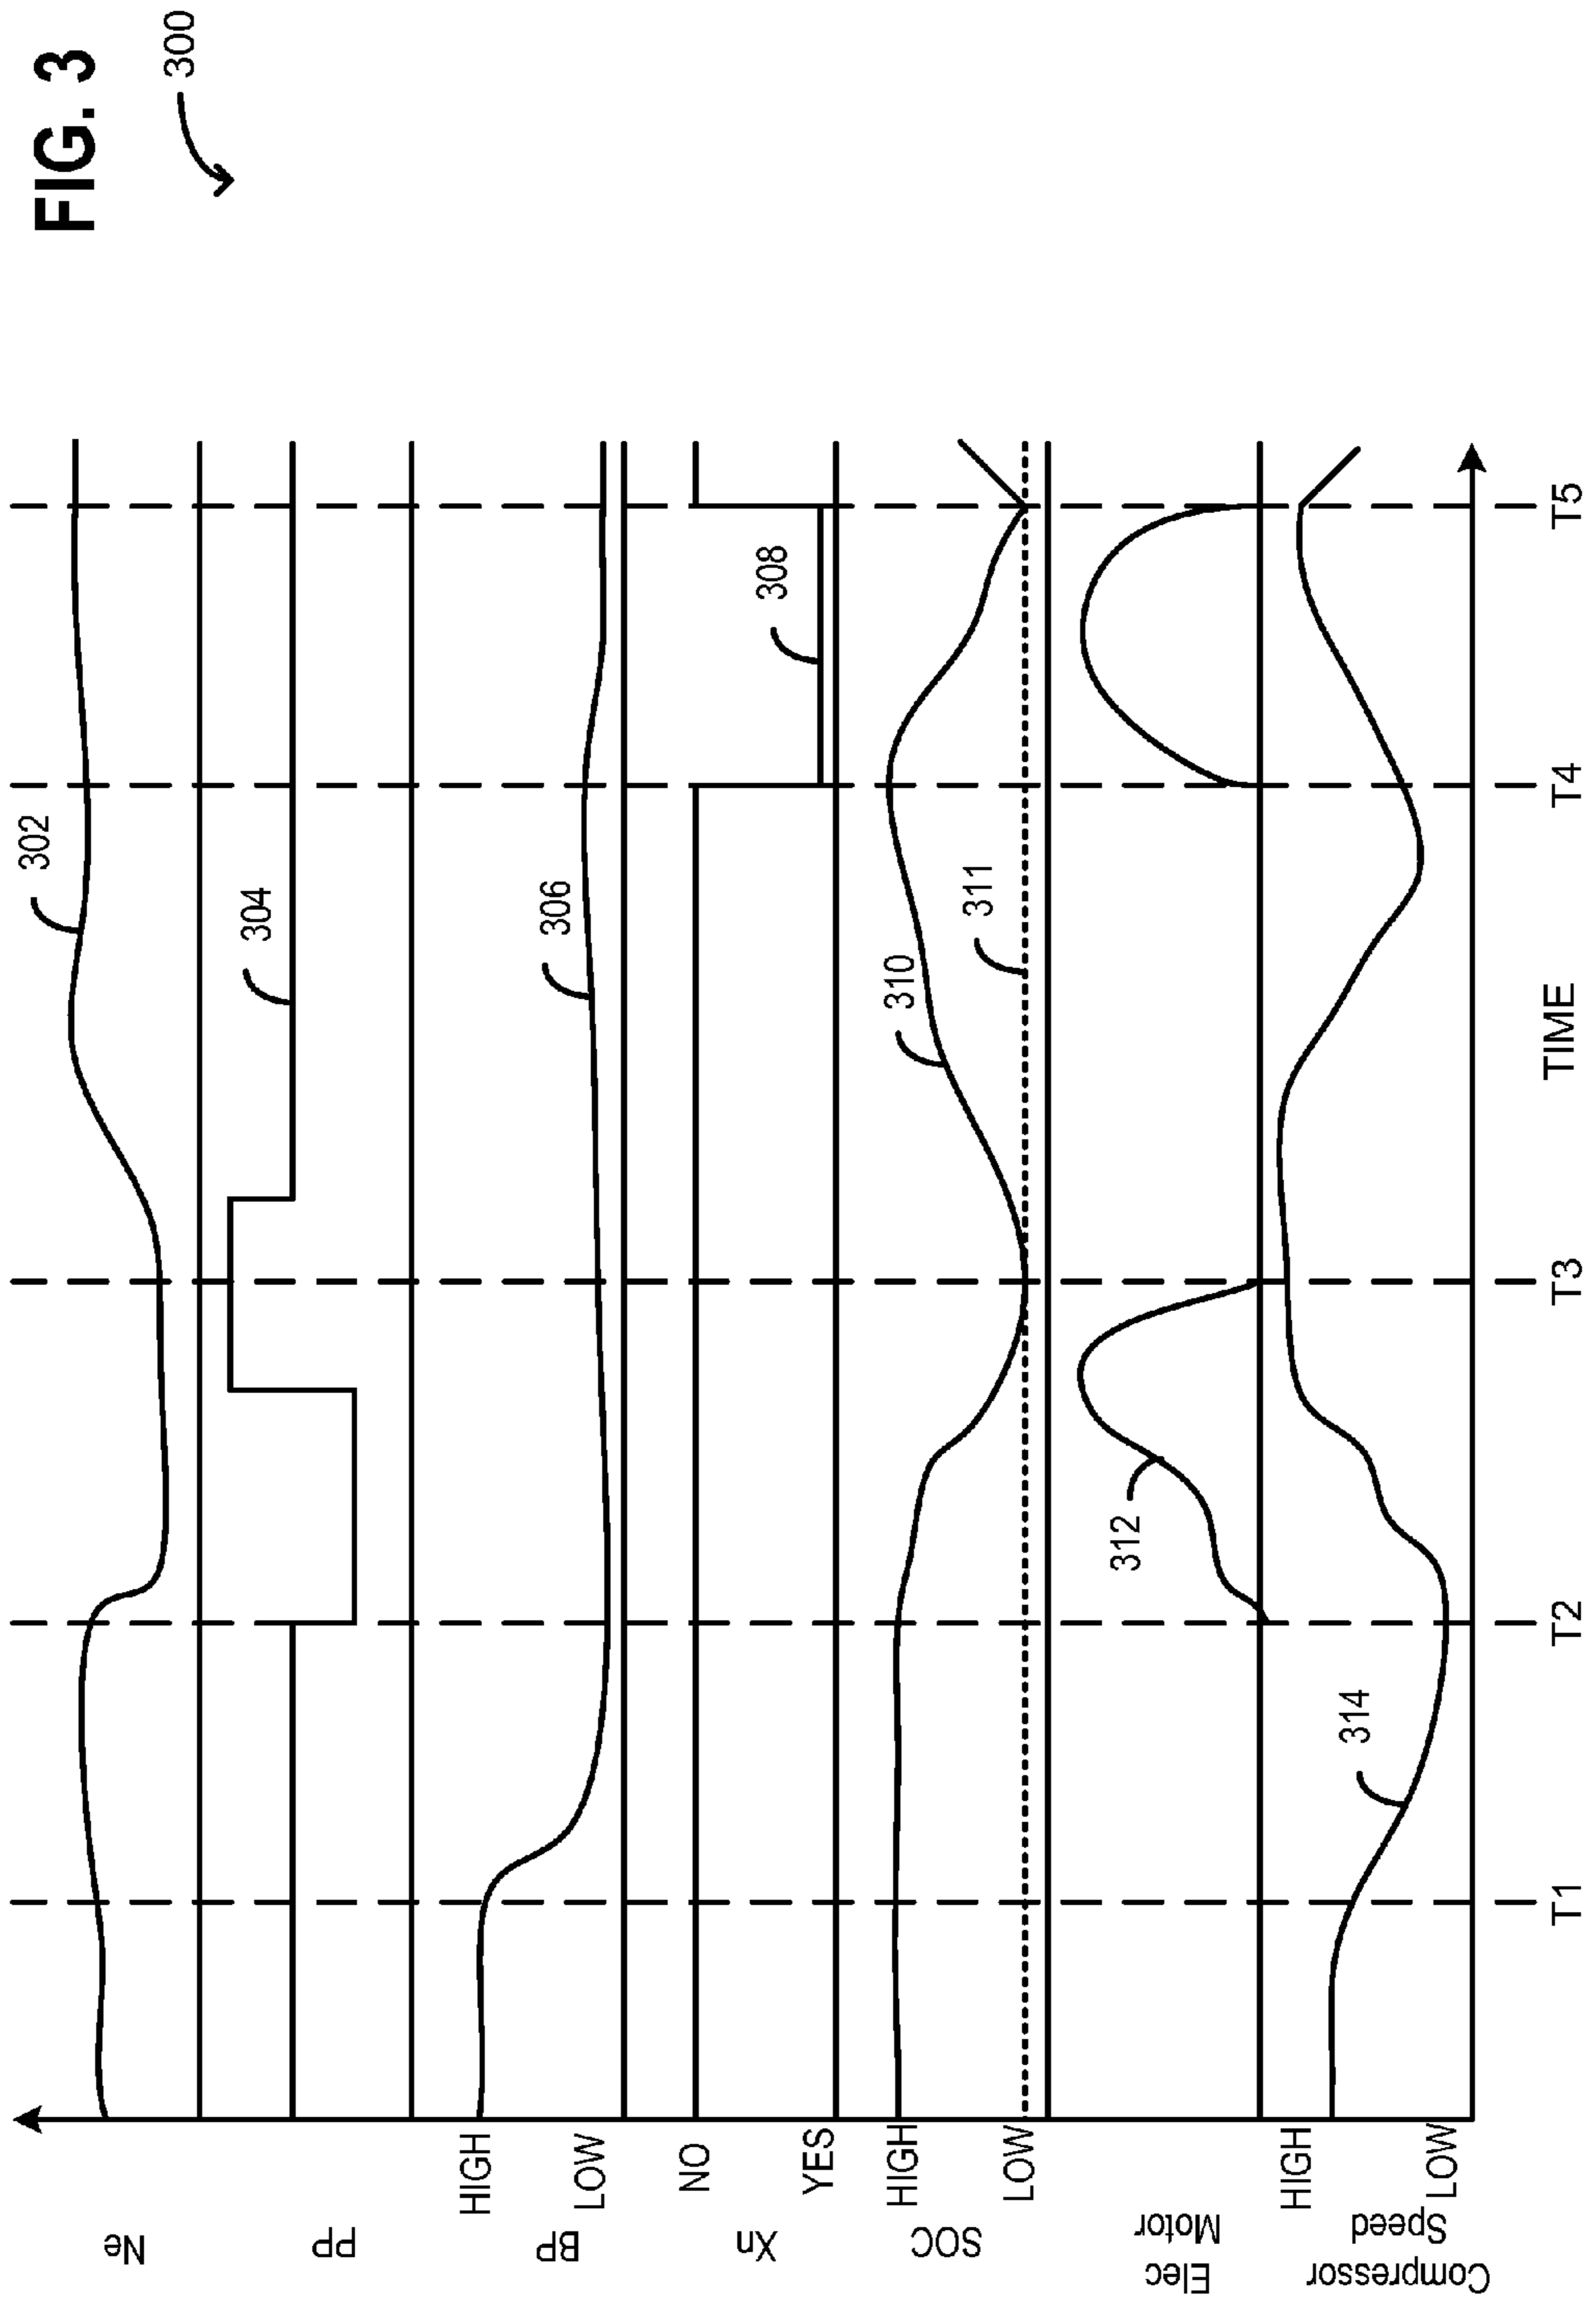 FIG. 3
300
Ne
302
PP
304
BP
HIGH
LOW
306
Xn
NO
YES
308
SOC
HIGH
LOW
310
311
Elec
Motor
312
Compressor
Speed
HIGH
LOW
314
T1
T2
T3
TIME
T4
T5